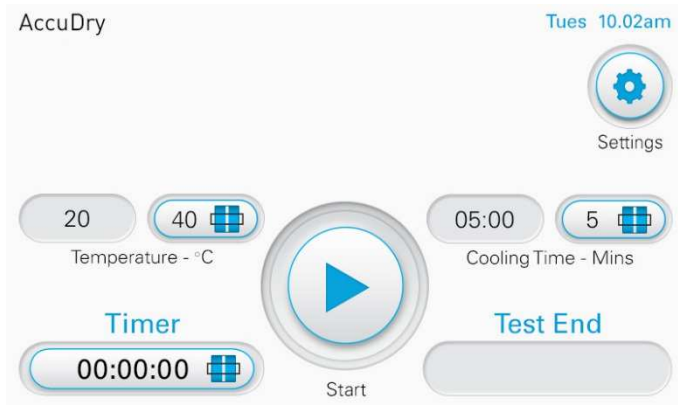 AccuDry
Tues 10.02am
Settings
20
40
05:00
5
Temperature - °C
Cooling Time - Mins
Timer
Test End
00:00:00
Start